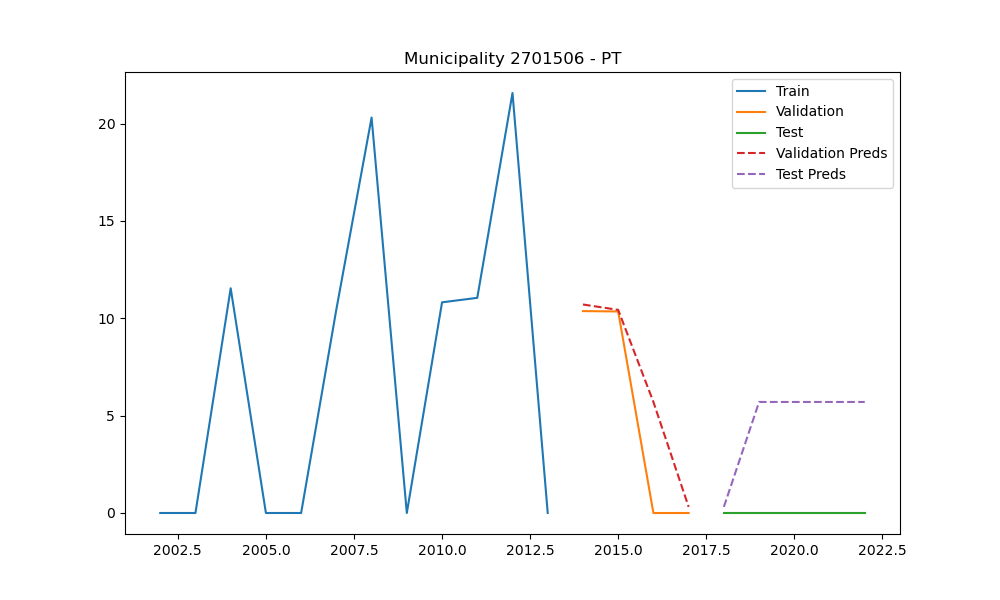 Municipality 2701506 - PT
Train
Validation
Test
Validation Preds
Test Preds
20
15
10
5
0
2002.5 2005.0 2007.5 2010.0 2012.5 2015.0 2017.5 2020.0 2022.5